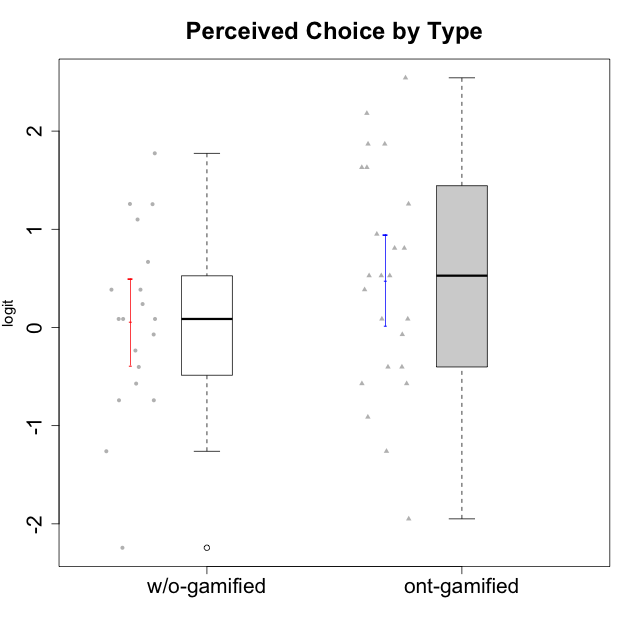 Perceived Choice by Type
logit
2
1
0
-1
-2
w/o-gamified
ont-gamified